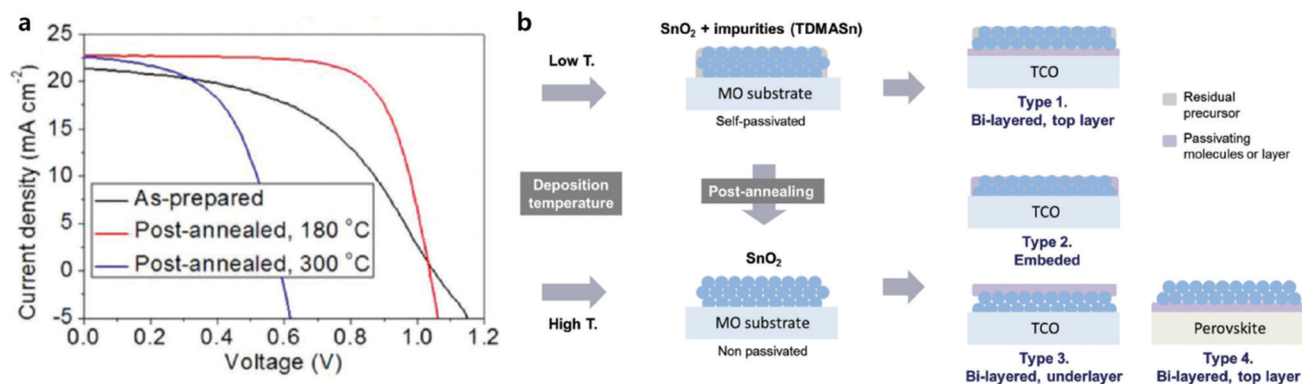 a
25
20
15
10
5
0
-5
0.0 0.2 0.4 0.6 0.8 1.0 1.2
Current density (mA cm⁻²)
Voltage (V)
As-prepared
Post-annealed, 180 °C
Post-annealed, 300 °C
b
Low T.
Deposition
temperature
High T.
SnO₂ + impurities (TDMASn)
MO substrate
Self-passivated
Post-annealing
SnO₂
MO substrate
Non passivated
TCO
Type 1.
Bi-layered, top layer
TCO
Type 2.
Embeded
TCO
Type 3.
Bi-layered, underlayer
Perovskite
Type 4.
Bi-layered, top layer
Residual
precursor
Passivating
molecules or layer